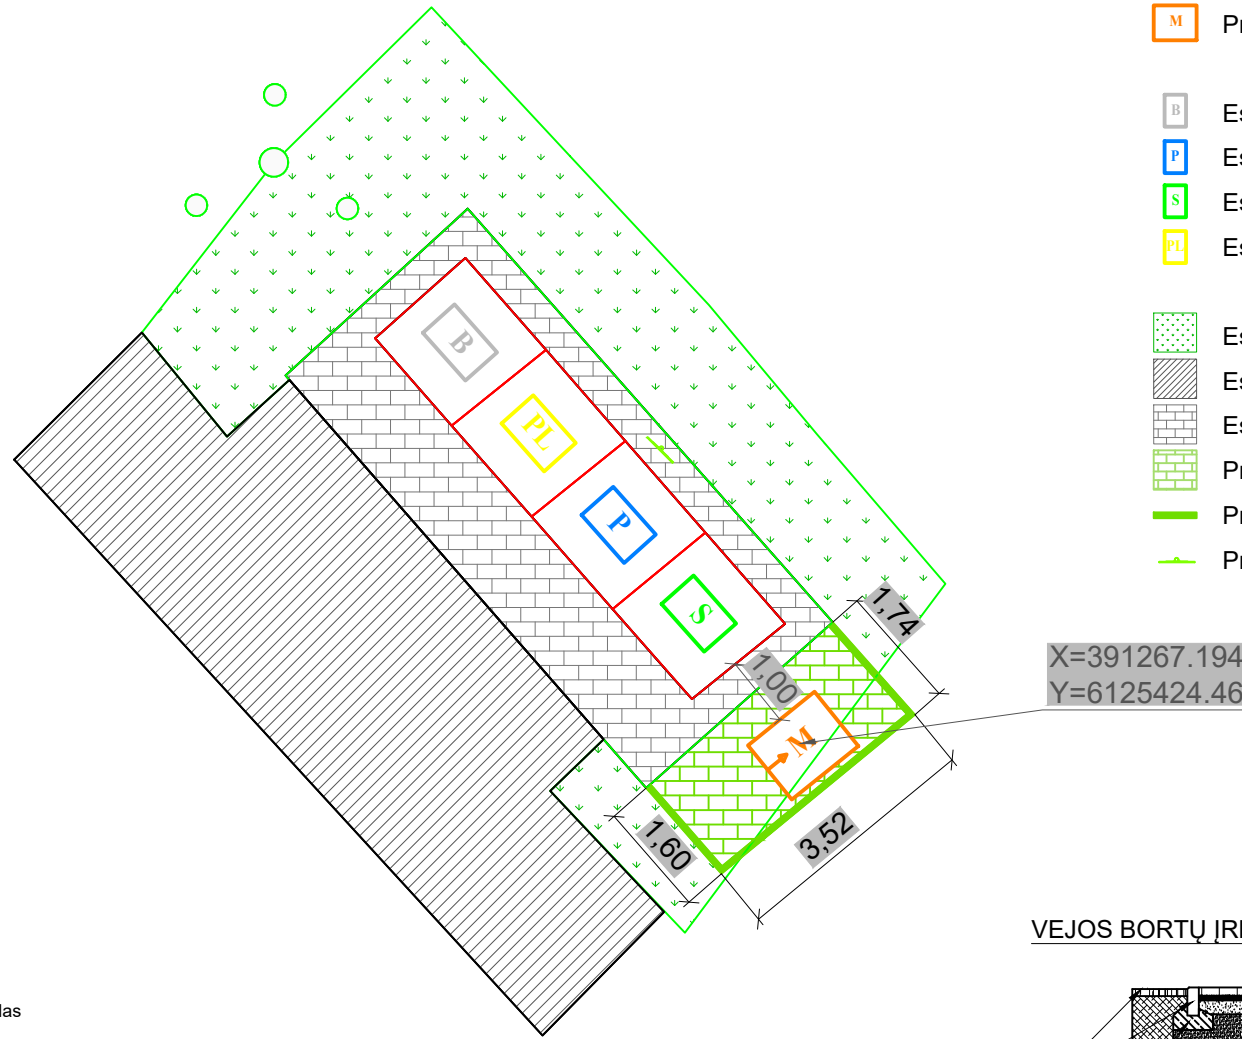 M Pr
B Es
P Es
S Es
PL Es
Es
Es
Es
Pr
Pr
Pr
B
PL
P
S
M
1,74
1,00
1,60
3,52
X=391267.194
Y=6125424.46
VEJOS BORTŲ ĮR
las